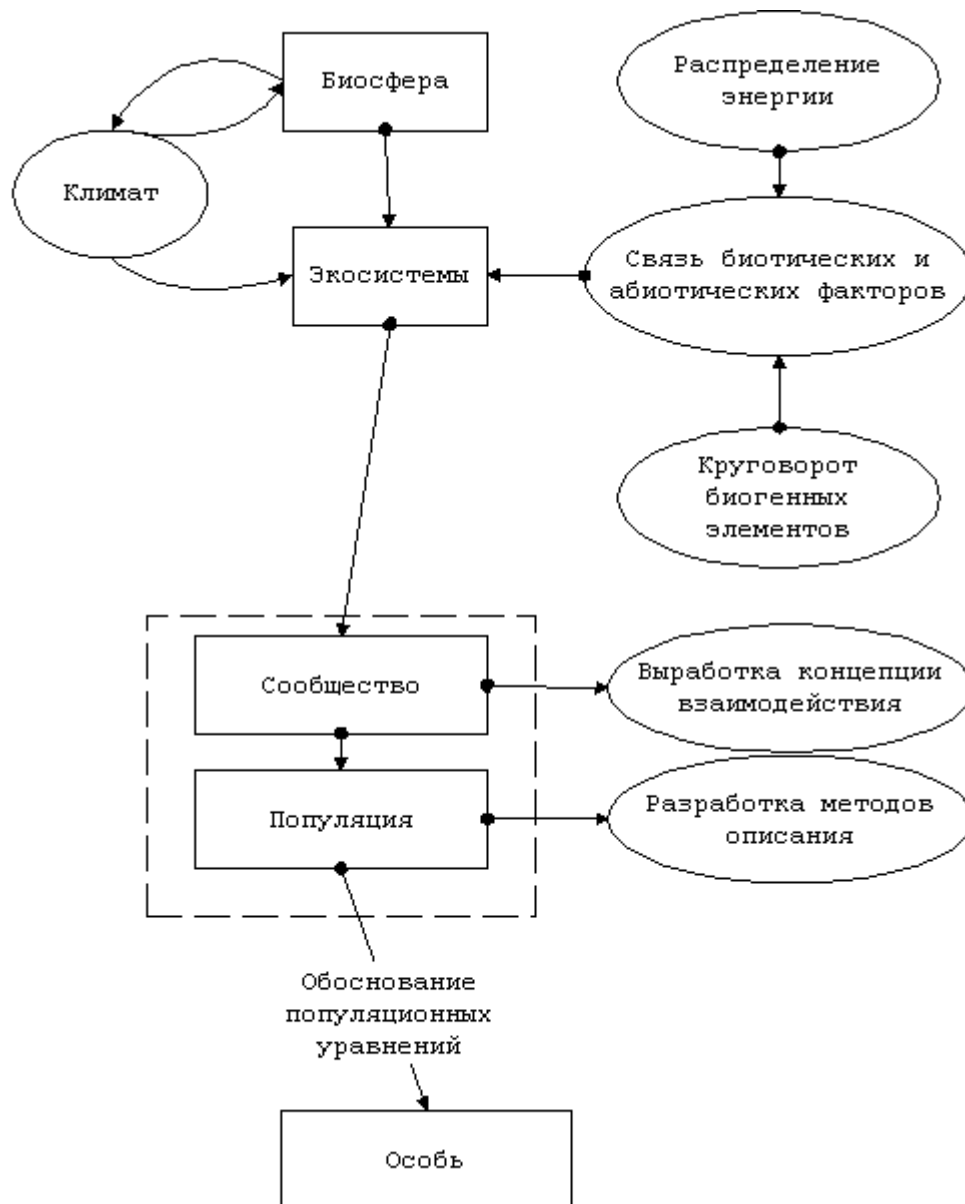 Биосфера
Распределение
энергии
Климат
Экосистемы
Связь биотических и
абиотических факторов
Круговорот
биогенных
элементов
Сообщество
Выработка концепции
взаимодействия
Популяция
Разработка методов
описания
Обоснование
популяционных
уравнений
Особь